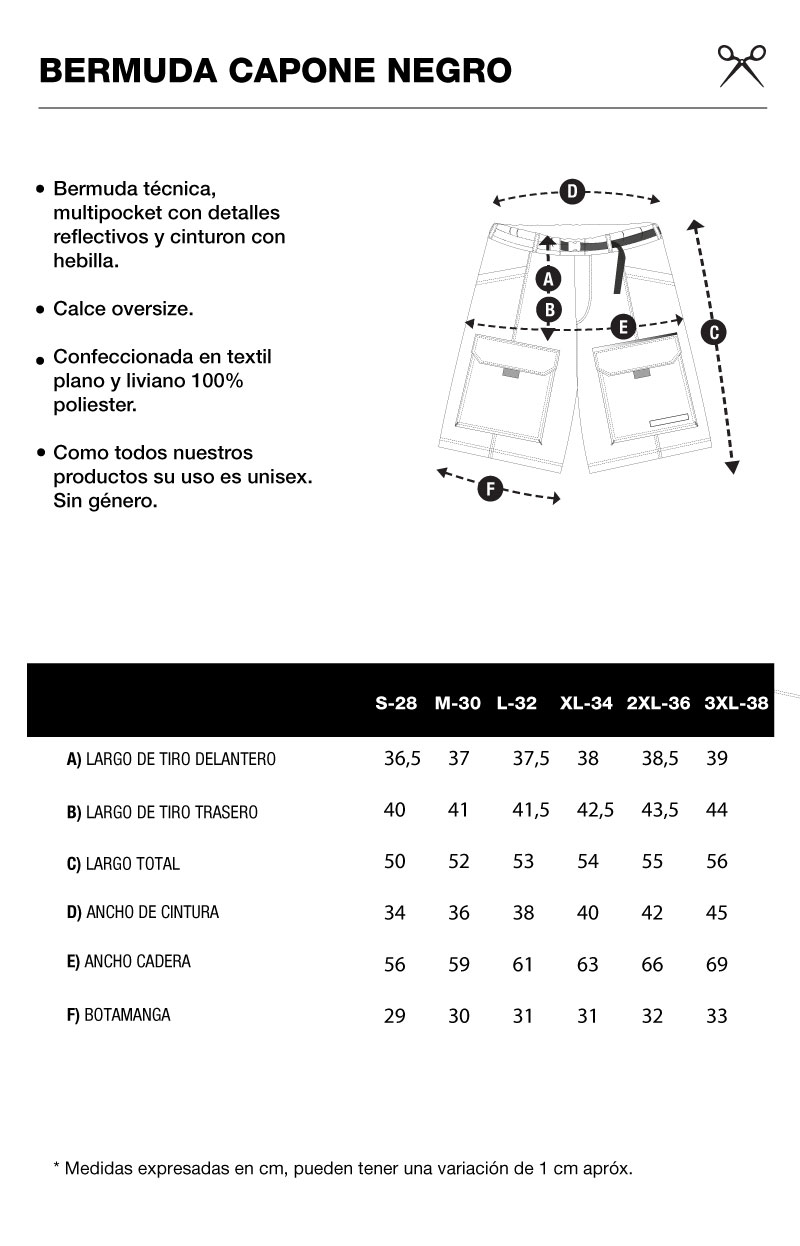 BERMUDA CAPONE NEGRO
• Bermuda técnica,
multipocket con detalles
reflectivos y cinturon con
hebilla.
• Calce oversize.
• Confeccionada en textil
plano y liviano 100%
poliester.
• Como todos nuestros
productos su uso es unisex.
Sin género.
D
A
B
E
C
F
S-28 M-30 L-32 XL-34 2XL-36 3XL-38
A) LARGO DE TIRO DELANTERO 36,5 37 37,5 38 38,5 39
B) LARGO DE TIRO TRASERO 40 41 41,5 42,5 43,5 44
C) LARGO TOTAL 50 52 53 54 55 56
D) ANCHO DE CINTURA 34 36 38 40 42 45
E) ANCHO CADERA 56 59 61 63 66 69
F) BOTAMANGA 29 30 31 31 32 33
* Medidas expresadas en cm, pueden tener una variación de 1 cm apróx.